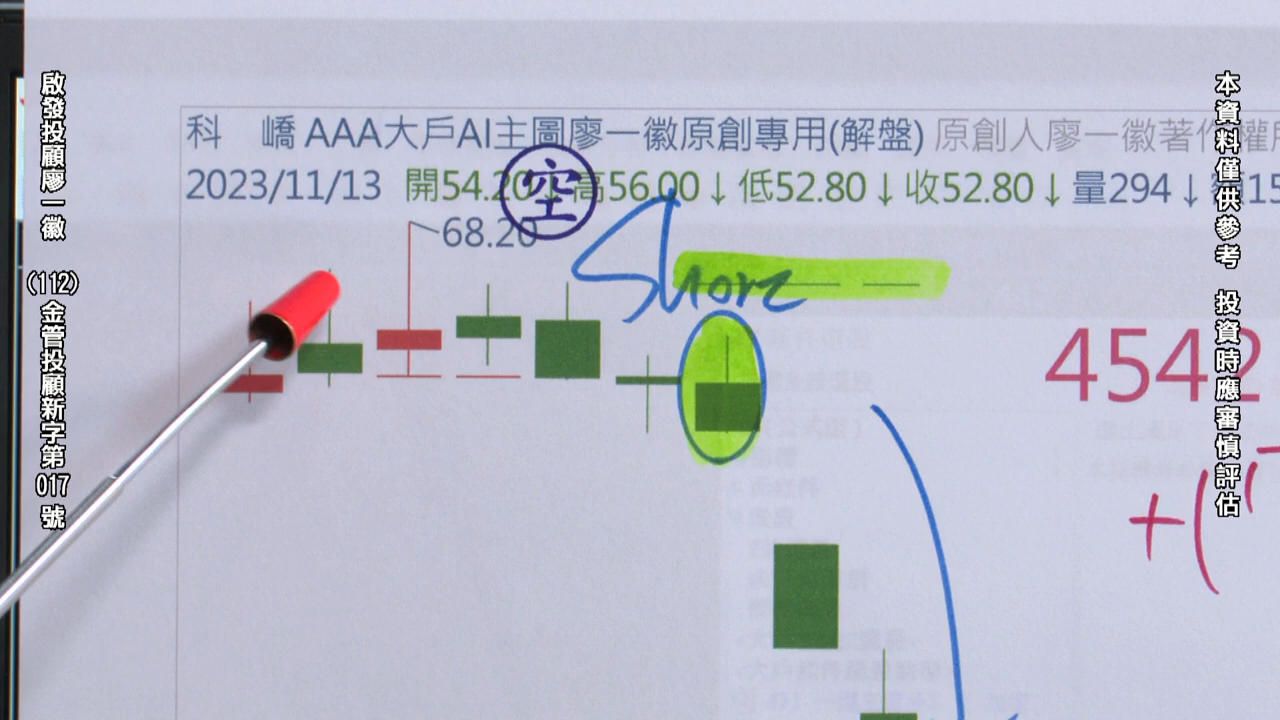 啟發投顧廖一徽 (112)金管投顧新字第017號
本資料僅供參考 投資時應審慎評估
科 嶠 AAA大戶AI主圖廖一徽原創專用(解盤) 原創人廖一徽著作權
2023/11/13 開54.20↓高56.00↓低52.80↓收52.80↓量294↓額15
空
68.20
Short
4542
+(